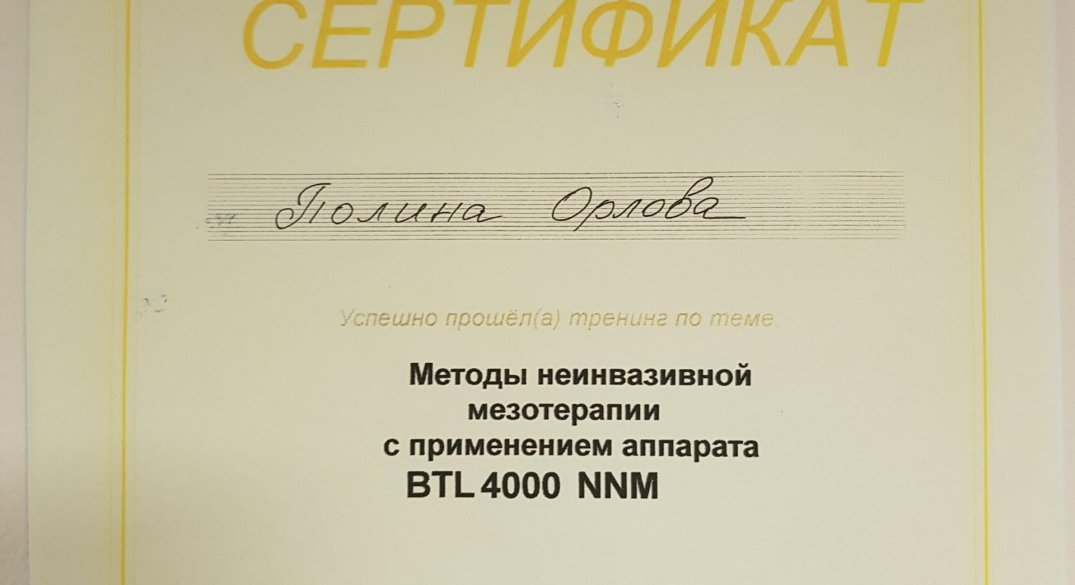 СЕРТИФИКАТ
Полина Орлова
Успешно прошёл(а) тренинг по теме:
Методы неинвазивной
мезотерапии
с применением аппарата
BTL 4000 NNM